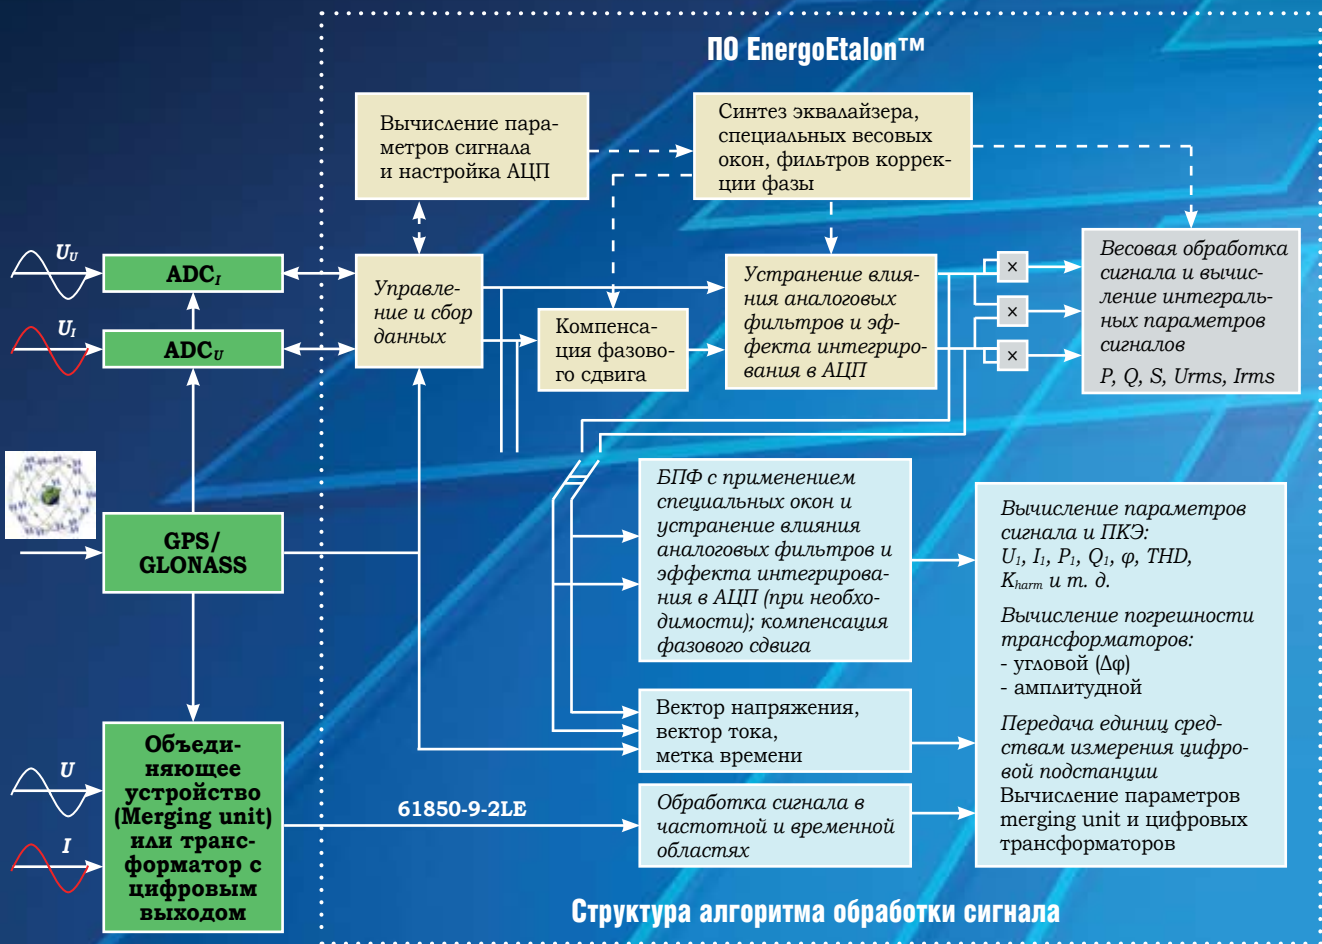 ПО EnergoEtalon™
Вычисление пара-
метров сигнала
и настройка АЦП
Синтез эквалайзера,
специальных весовых
окон, фильтров коррек-
ции фазы
U_U
ADC_I
U_I
ADC_U
Управле-
ние и сбор
данных
Компенса-
ция фазово-
го сдвига
Устранение влия-
ния аналоговых
фильтров и эф-
фекта интегриро-
вания в АЦП
×
×
×
Весовая обработка
сигнала и вычис-
ление интеграль-
ных параметров
сигналов
P, Q, S, Urms, Irms
GPS/
GLONASS
БПФ с применением
специальных окон и
устранение влияния
аналоговых фильтров и
эффекта интегрирова-
ния в АЦП (при необхо-
димости); компенсация
фазового сдвига
Вектор напряжения,
вектор тока,
метка времени
Обработка сигнала в
частотной и временной
областях
Вычисление параметров
сигнала и ПКЭ:
U₁, I₁, P₁, Q₁, φ, THD,
K_harm и т. д.
Вычисление погрешности
трансформаторов:
- угловой (Δφ)
- амплитудной
Передача единиц сред-
ствам измерения цифро-
вой подстанции
Вычисление параметров
merging unit и цифровых
трансформаторов
U
I
Объеди-
няющее
устройство
(Merging unit)
или транс-
форматор с
цифровым
выходом
61850-9-2LE
Структура алгоритма обработки сигнала